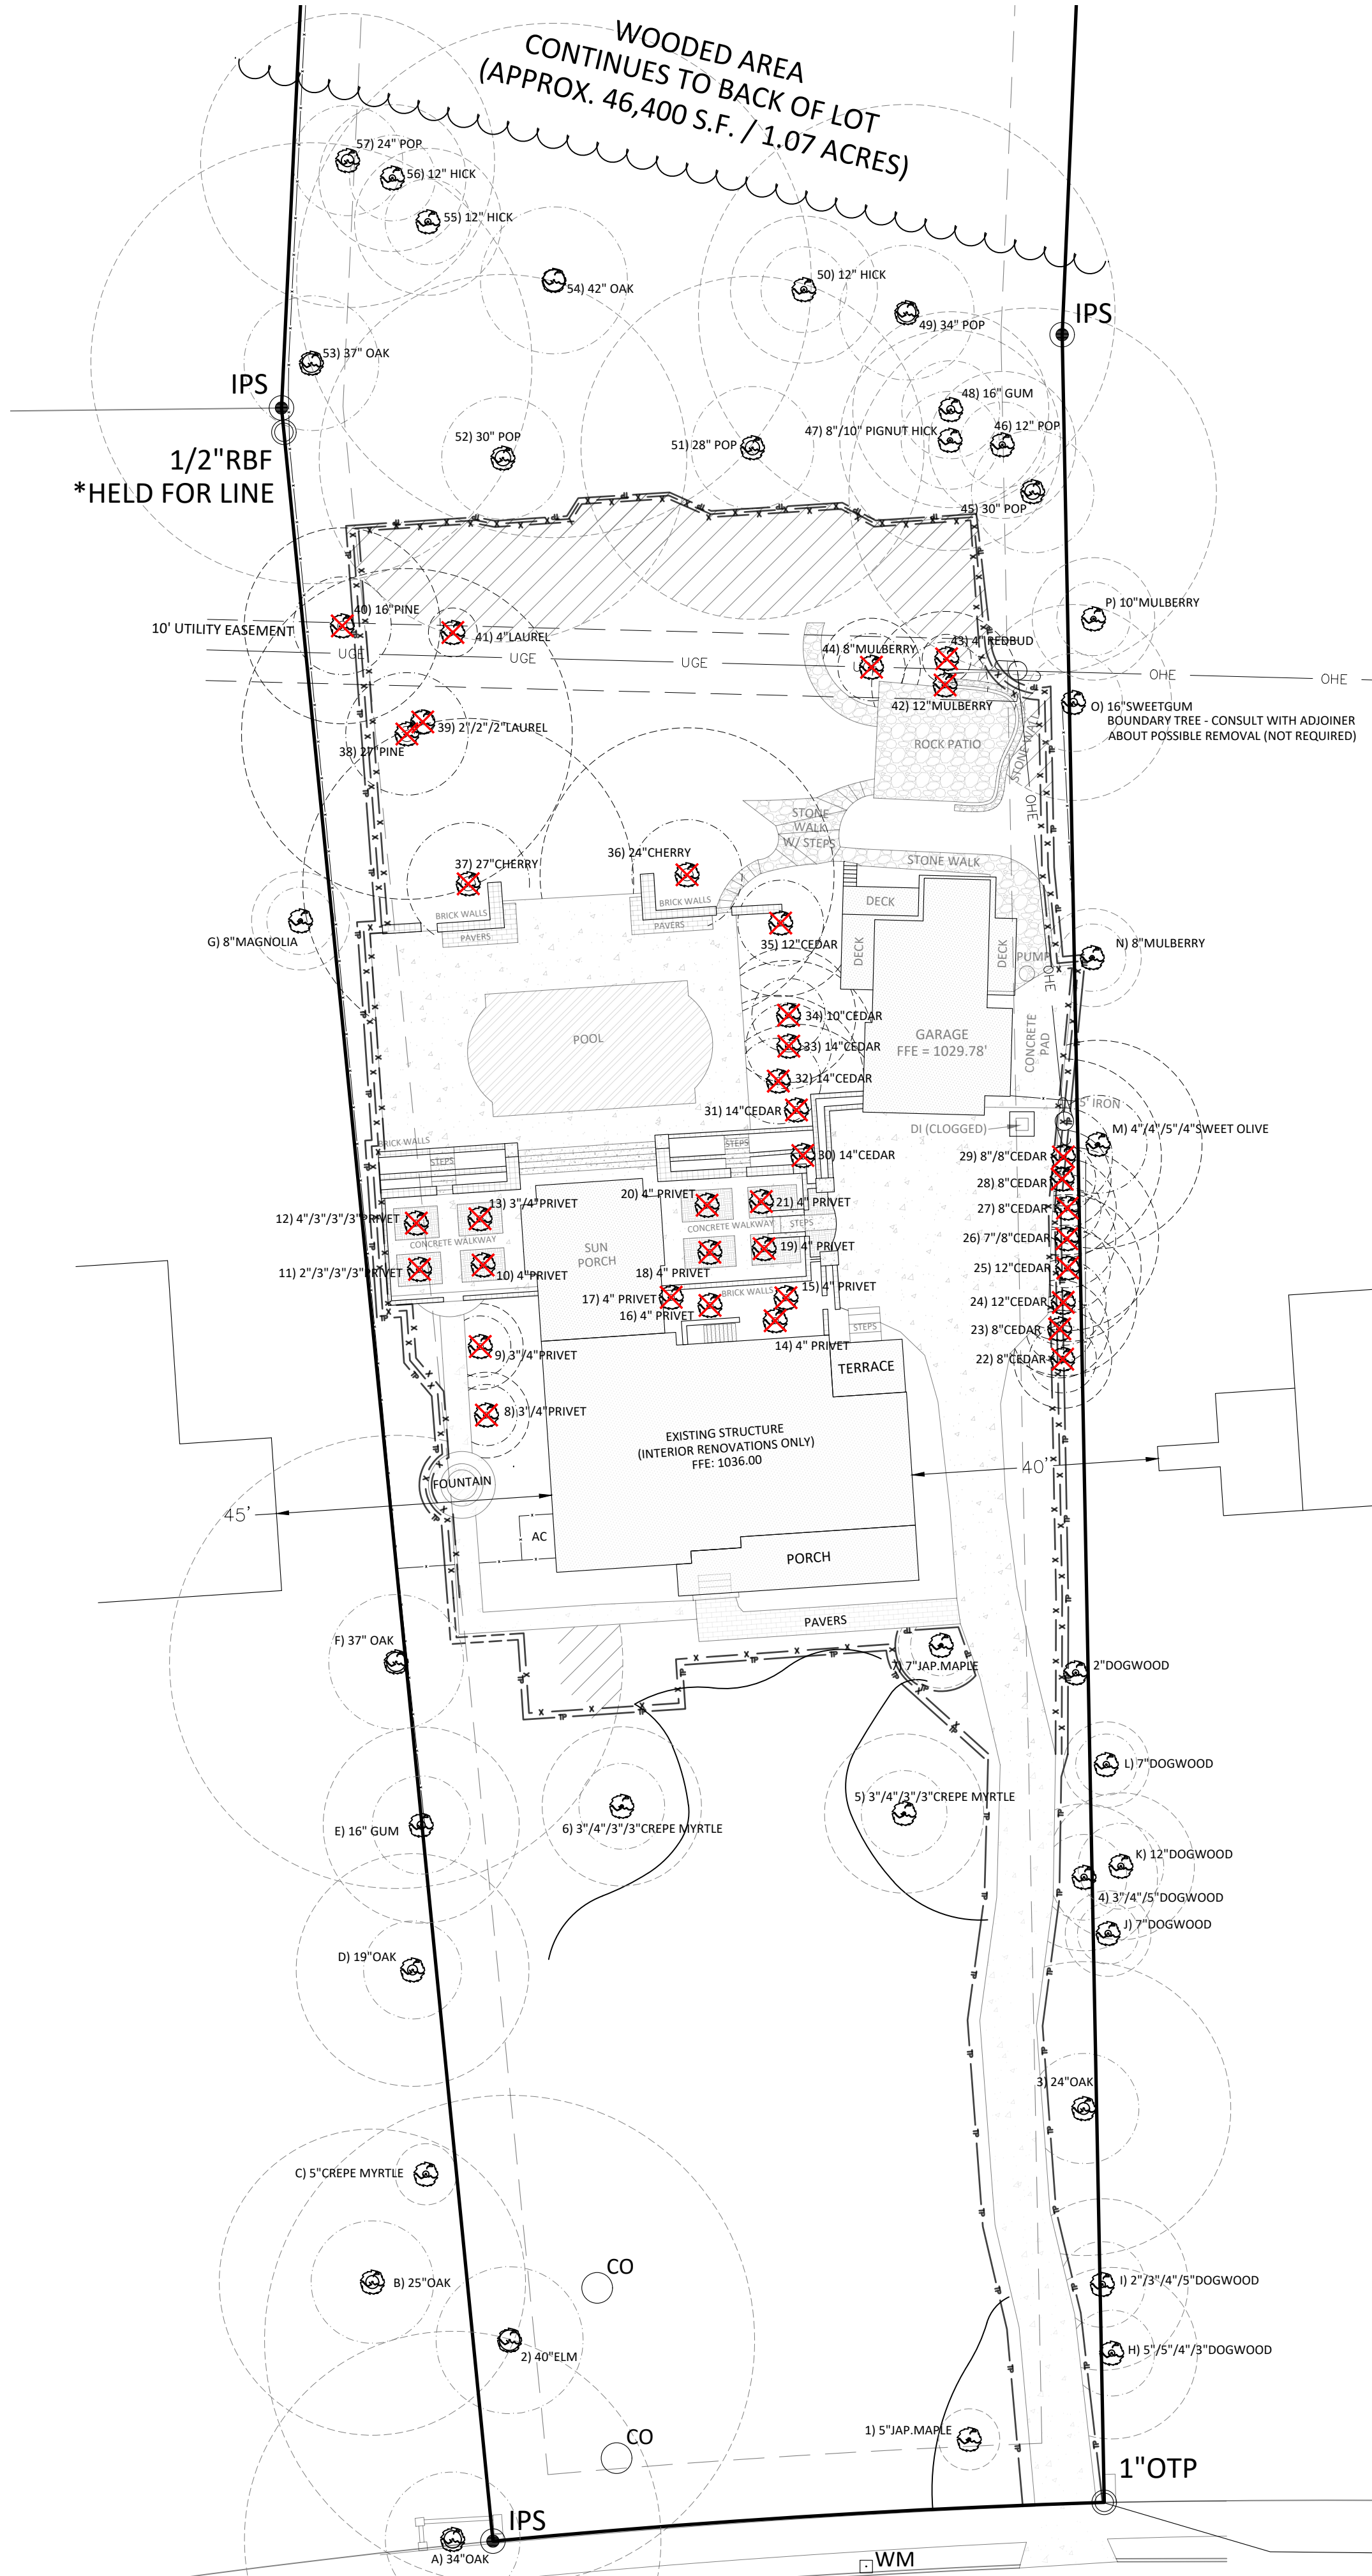 WOODED AREA
CONTINUES TO BACK OF LOT
(APPROX. 46,400 S.F. / 1.07 ACRES)
57) 24" POP
56) 12" HICK
55) 12" HICK
54) 42" OAK
50) 12" HICK
49) 34" POP
IPS
53) 37" OAK
IPS
48) 16" GUM
47) 8"/10" PIGNUT HICK
46) 12" POP
52) 30" POP
51) 28" POP
1/2"RBF
*HELD FOR LINE
45) 30" POP
P) 10"MULBERRY
40) 16"PINE
10' UTILITY EASEMENT
41) 4"LAUREL
44) 8"MULBERRY
43) 4"REDBUD
UGE
UGE
UGE
OHE
OHE
42) 12"MULBERRY
O) 16"SWEETGUM
BOUNDARY TREE - CONSULT WITH ADJOINER
ABOUT POSSIBLE REMOVAL (NOT REQUIRED)
39) 2"/2"/2"LAUREL
38) 27"PINE
ROCK PATIO
OHE
STONE
WALK
W/ STEPS
STONE WALK
36) 24"CHERRY
37) 27"CHERRY
DECK
BRICK WALLS
BRICK WALLS
PAVERS
PAVERS
35) 12"CEDAR
G) 8"MAGNOLIA
DECK
DECK
N) 8"MULBERRY
PUMP
OHE
34) 10"CEDAR
POOL
GARAGE
FFE = 1029.78'
CONCRETE
PAD
33) 14"CEDAR
32) 14"CEDAR
31) 14"CEDAR
5' IRON
DI (CLOGGED)
M) 4"/4"/5"/4"SWEET OLIVE
BRICK WALLS
STEPS
STEPS
30) 14"CEDAR
29) 8"/8"CEDAR
28) 8"CEDAR
20) 4" PRIVET
21) 4" PRIVET
13) 3"/4"PRIVET
12) 4"/3"/3"/3"PRIVET
27) 8"CEDAR
CONCRETE WALKWAY
STEPS
CONCRETE WALKWAY
26) 7"/8"CEDAR
SUN
PORCH
19) 4" PRIVET
18) 4" PRIVET
25) 12"CEDAR
11) 2"/3"/3"/3"PRIVET
10) 4"PRIVET
15) 4" PRIVET
BRICK WALLS
17) 4" PRIVET
16) 4" PRIVET
24) 12"CEDAR
STEPS
23) 8"CEDAR
14) 4" PRIVET
9) 3"/4"PRIVET
22) 8"CEDAR
TERRACE
8) 3"/4"PRIVET
EXISTING STRUCTURE
(INTERIOR RENOVATIONS ONLY)
FFE: 1036.00
40'
FOUNTAIN
45'
AC
PORCH
PAVERS
F) 37" OAK
7) 7"JAP.MAPLE
2"DOGWOOD
L) 7"DOGWOOD
5) 3"/4"/3"/3"CREPE MYRTLE
6) 3"/4"/3"/3"CREPE MYRTLE
E) 16" GUM
K) 12"DOGWOOD
4) 3"/4"/5"DOGWOOD
J) 7"DOGWOOD
D) 19"OAK
3) 24"OAK
C) 5"CREPE MYRTLE
CO
B) 25"OAK
I) 2"/3"/4"/5"DOGWOOD
2) 40"ELM
H) 5"/5"/4"/3"DOGWOOD
1) 5"JAP.MAPLE
CO
1"OTP
IPS
A) 34"OAK
WM